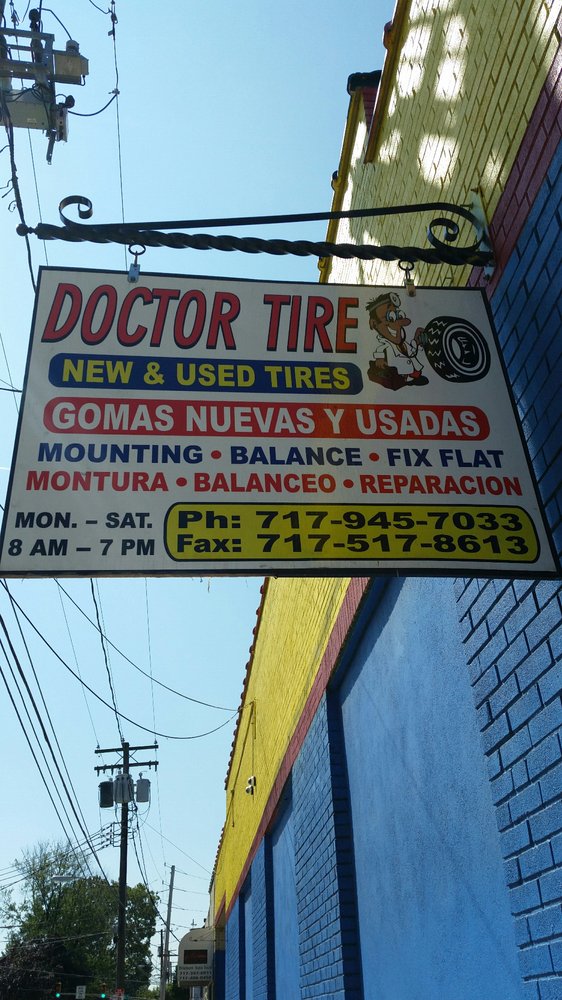 DOCTOR TIRE
NEW & USED TIRES
GOMAS NUEVAS Y USADAS
MOUNTING • BALANCE • FIX FLAT
MONTURA • BALANCEO • REPARACION
MON. – SAT.
8 AM – 7 PM
Ph: 717-945-7033
Fax: 717-517-8613